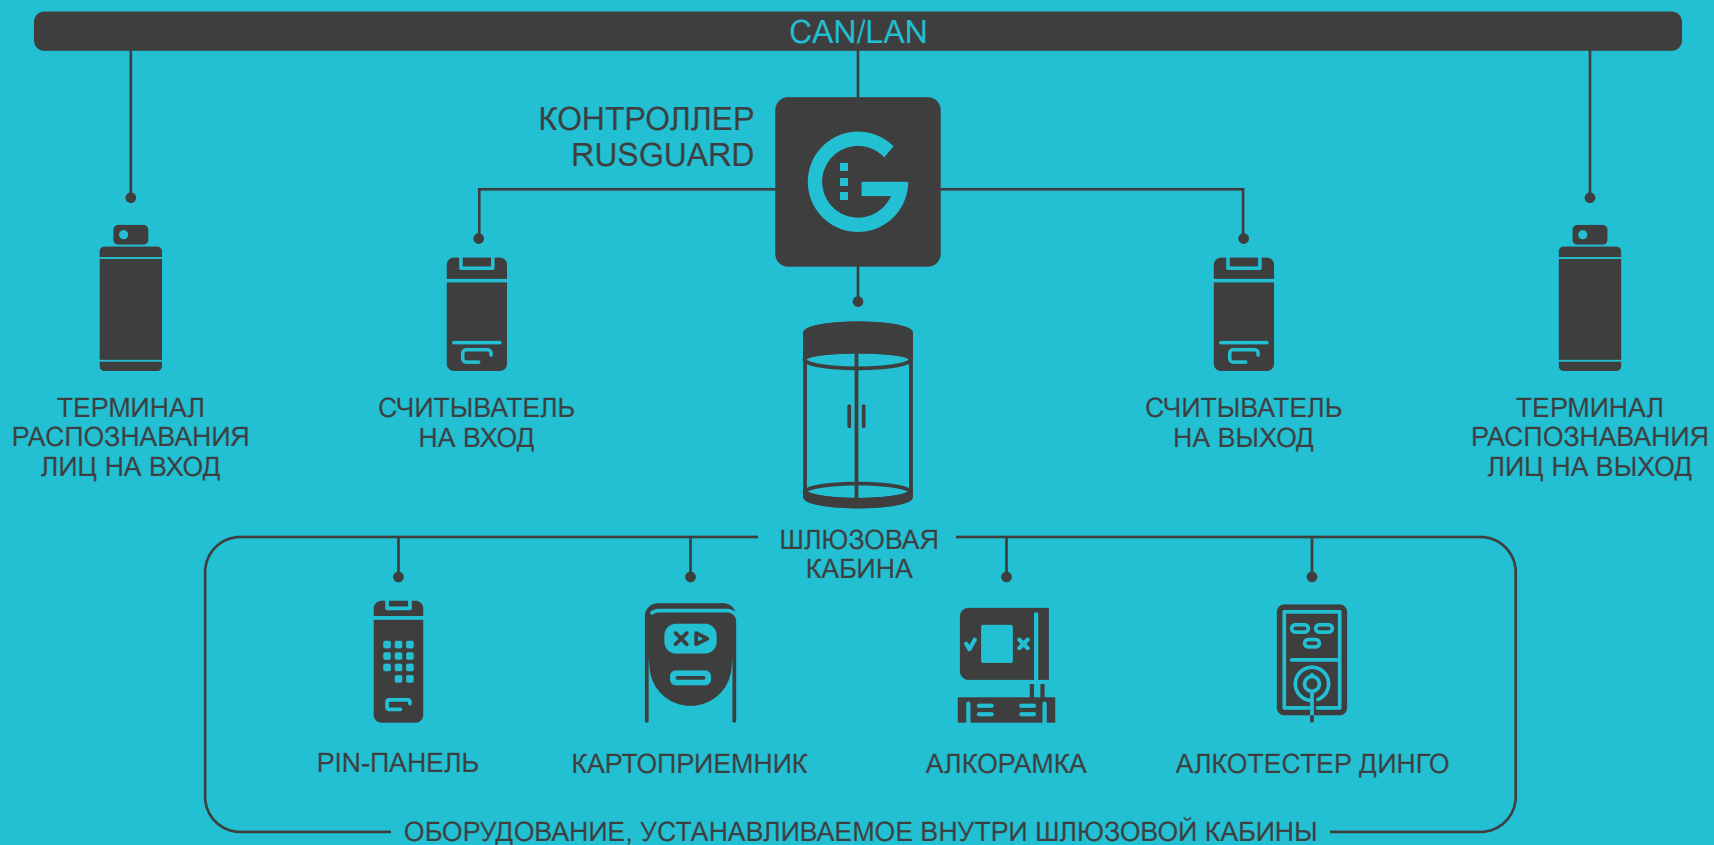 CAN/LAN
КОНТРОЛЛЕР
RUSGUARD
ТЕРМИНАЛ
РАСПОЗНАВАНИЯ
ЛИЦ НА ВХОД
СЧИТЫВАТЕЛЬ
НА ВХОД
СЧИТЫВАТЕЛЬ
НА ВЫХОД
ТЕРМИНАЛ
РАСПОЗНАВАНИЯ
ЛИЦ НА ВЫХОД
ШЛЮЗОВАЯ
КАБИНА
PIN-ПАНЕЛЬ
КАРТОПРИЕМНИК
АЛКОРАМКА
АЛКОТЕСТЕР ДИНГО
ОБОРУДОВАНИЕ, УСТАНАВЛИВАЕМОЕ ВНУТРИ ШЛЮЗОВОЙ КАБИНЫ